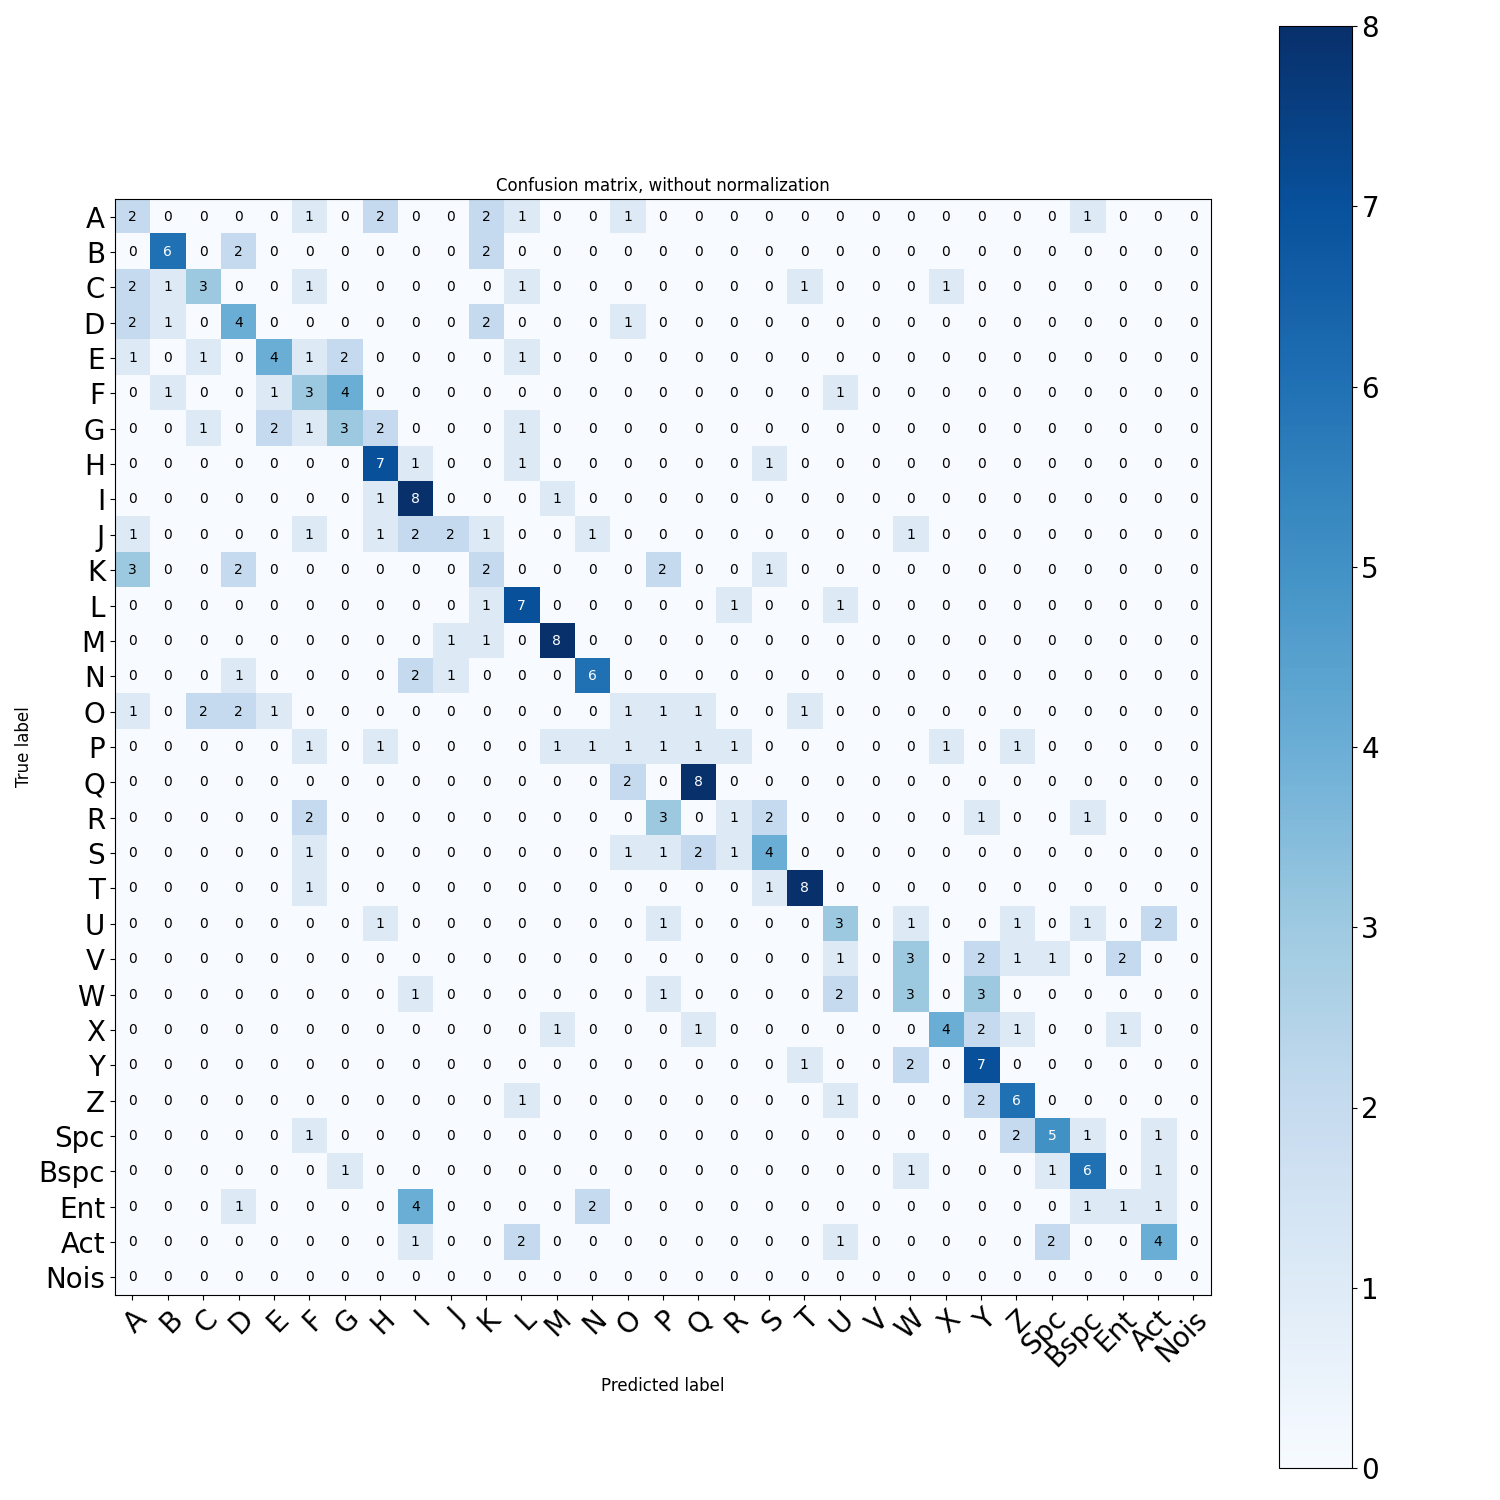 Confusion matrix, without normalization
True label
A 2 0 0 0 0 1 0 2 0 0 2 1 0 0 1 0 0 0 0 0 0 0 0 0 0 0 0 1 0 0 0
B 0 6 0 2 0 0 0 0 0 0 2 0 0 0 0 0 0 0 0 0 0 0 0 0 0 0 0 0 0 0 0
C 2 1 3 0 0 1 0 0 0 0 0 1 0 0 0 0 0 0 0 1 0 0 0 1 0 0 0 0 0 0 0
D 2 1 0 4 0 0 0 0 0 0 2 0 0 0 1 0 0 0 0 0 0 0 0 0 0 0 0 0 0 0 0
E 1 0 1 0 4 1 2 0 0 0 0 1 0 0 0 0 0 0 0 0 0 0 0 0 0 0 0 0 0 0 0
F 0 1 0 0 1 3 4 0 0 0 0 0 0 0 0 0 0 0 0 0 1 0 0 0 0 0 0 0 0 0 0
G 0 0 1 0 2 1 3 2 0 0 0 1 0 0 0 0 0 0 0 0 0 0 0 0 0 0 0 0 0 0 0
H 0 0 0 0 0 0 0 7 1 0 0 1 0 0 0 0 0 0 1 0 0 0 0 0 0 0 0 0 0 0 0
I 0 0 0 0 0 0 0 1 8 0 0 0 1 0 0 0 0 0 0 0 0 0 0 0 0 0 0 0 0 0 0
J 1 0 0 0 0 1 0 1 2 2 1 0 0 1 0 0 0 0 0 0 0 0 1 0 0 0 0 0 0 0 0
K 3 0 0 2 0 0 0 0 0 0 2 0 0 0 0 2 0 0 1 0 0 0 0 0 0 0 0 0 0 0 0
L 0 0 0 0 0 0 0 0 0 0 1 7 0 0 0 0 0 1 0 0 1 0 0 0 0 0 0 0 0 0 0
M 0 0 0 0 0 0 0 0 0 1 1 0 8 0 0 0 0 0 0 0 0 0 0 0 0 0 0 0 0 0 0
N 0 0 0 1 0 0 0 0 2 1 0 0 0 6 0 0 0 0 0 0 0 0 0 0 0 0 0 0 0 0 0
O 1 0 2 2 1 0 0 0 0 0 0 0 0 0 1 1 1 0 0 1 0 0 0 0 0 0 0 0 0 0 0
P 0 0 0 0 0 1 0 1 0 0 0 0 1 1 1 1 1 1 0 0 0 0 0 1 0 1 0 0 0 0 0
Q 0 0 0 0 0 0 0 0 0 0 0 0 0 0 2 0 8 0 0 0 0 0 0 0 0 0 0 0 0 0 0
R 0 0 0 0 0 2 0 0 0 0 0 0 0 0 0 3 0 1 2 0 0 0 0 0 1 0 0 1 0 0 0
S 0 0 0 0 0 1 0 0 0 0 0 0 0 0 1 1 2 1 4 0 0 0 0 0 0 0 0 0 0 0 0
T 0 0 0 0 0 1 0 0 0 0 0 0 0 0 0 0 0 0 1 8 0 0 0 0 0 0 0 0 0 0 0
U 0 0 0 0 0 0 0 1 0 0 0 0 0 0 0 1 0 0 0 0 3 0 1 0 0 1 0 1 0 2 0
V 0 0 0 0 0 0 0 0 0 0 0 0 0 0 0 0 0 0 0 0 1 0 3 0 2 1 1 0 2 0 0
W 0 0 0 0 0 0 0 0 1 0 0 0 0 0 0 1 0 0 0 0 2 0 3 0 3 0 0 0 0 0 0
X 0 0 0 0 0 0 0 0 0 0 0 0 1 0 0 0 1 0 0 0 0 0 0 4 2 1 0 0 1 0 0
Y 0 0 0 0 0 0 0 0 0 0 0 0 0 0 0 0 0 0 0 1 0 0 2 0 7 0 0 0 0 0 0
Z 0 0 0 0 0 0 0 0 0 0 0 1 0 0 0 0 0 0 0 0 1 0 0 0 2 6 0 0 0 0 0
Spc 0 0 0 0 0 1 0 0 0 0 0 0 0 0 0 0 0 0 0 0 0 0 0 0 0 2 5 1 0 1 0
Bspc 0 0 0 0 0 0 1 0 0 0 0 0 0 0 0 0 0 0 0 0 0 0 1 0 0 0 1 6 0 1 0
Ent 0 0 0 1 0 0 0 0 4 0 0 0 0 2 0 0 0 0 0 0 0 0 0 0 0 0 0 1 1 1 0
Act 0 0 0 0 0 0 0 0 1 0 0 2 0 0 0 0 0 0 0 0 1 0 0 0 0 0 2 0 0 4 0
Nois 0 0 0 0 0 0 0 0 0 0 0 0 0 0 0 0 0 0 0 0 0 0 0 0 0 0 0 0 0 0 0
A B C D E F G H I J K L M N O P Q R S T U V W X Y Z Spc Bspc Ent Act Nois
Predicted label
8
7
6
5
4
3
2
1
0